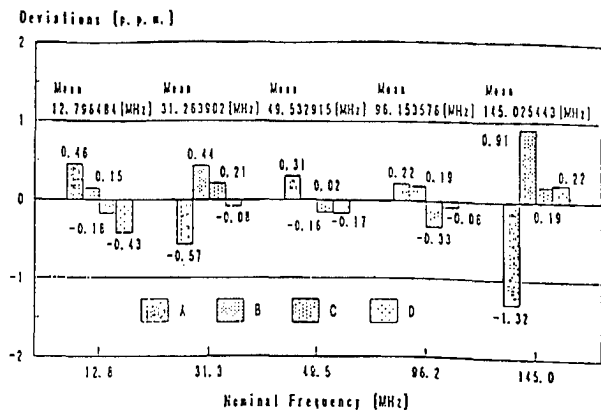 Deviations (p. p. m.)
2
Mean Mean Mean Mean Mean
12.796484(MHz) 31.263902(MHz) 49.532915(MHz) 96.153576(MHz) 145.025443(MHz)
1
0.91
0.46 0.44 0.31 0.22 0.19 0.22
0.15 0.21 0.02
0
-0.18 -0.08 -0.16 -0.17 -0.06 0.19
-0.43 -0.57 -0.33
-1
A B C D
-1.32
-2
12.8 31.3 49.5 96.2 145.0
Nominal Frequency (MHz)